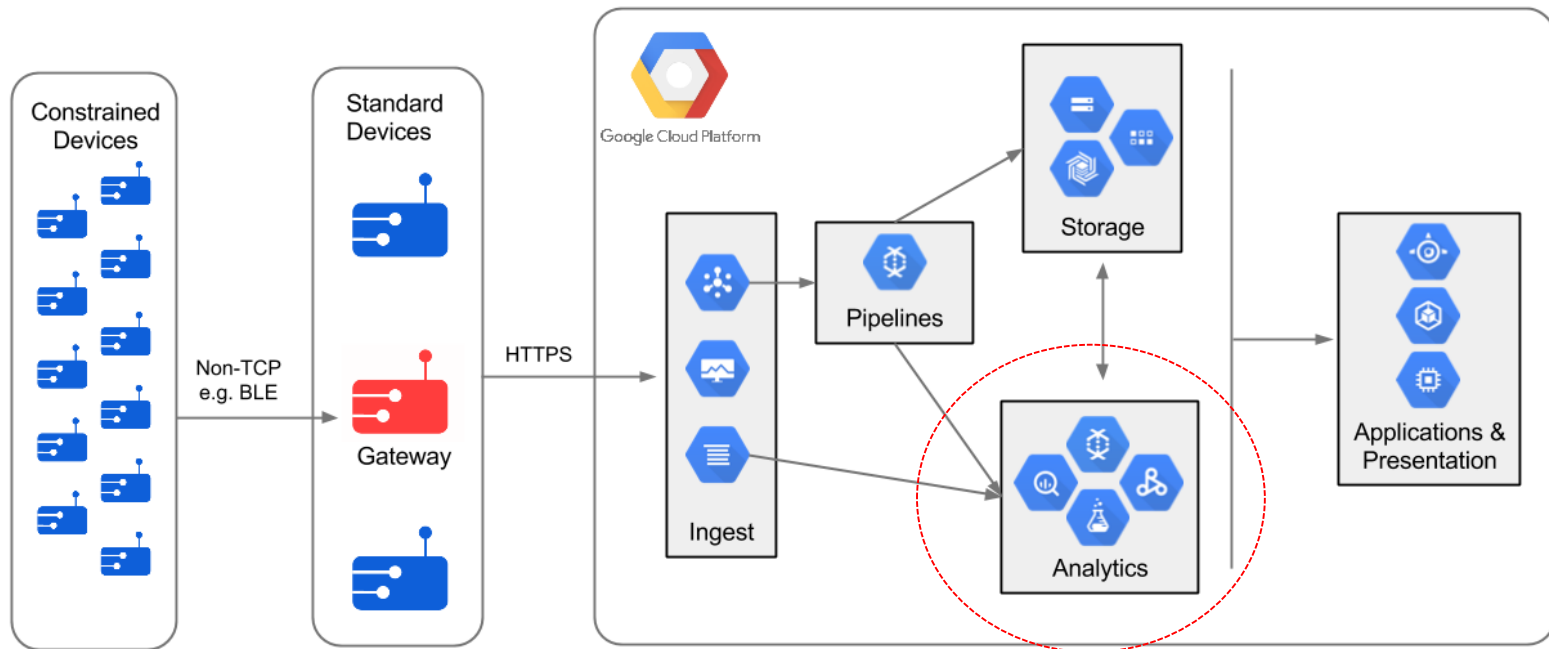 Constrained
Devices
Non-TCP
e.g. BLE
Standard
Devices
Gateway
HTTPS
Google Cloud Platform
Ingest
Pipelines
Storage
Analytics
Applications &
Presentation